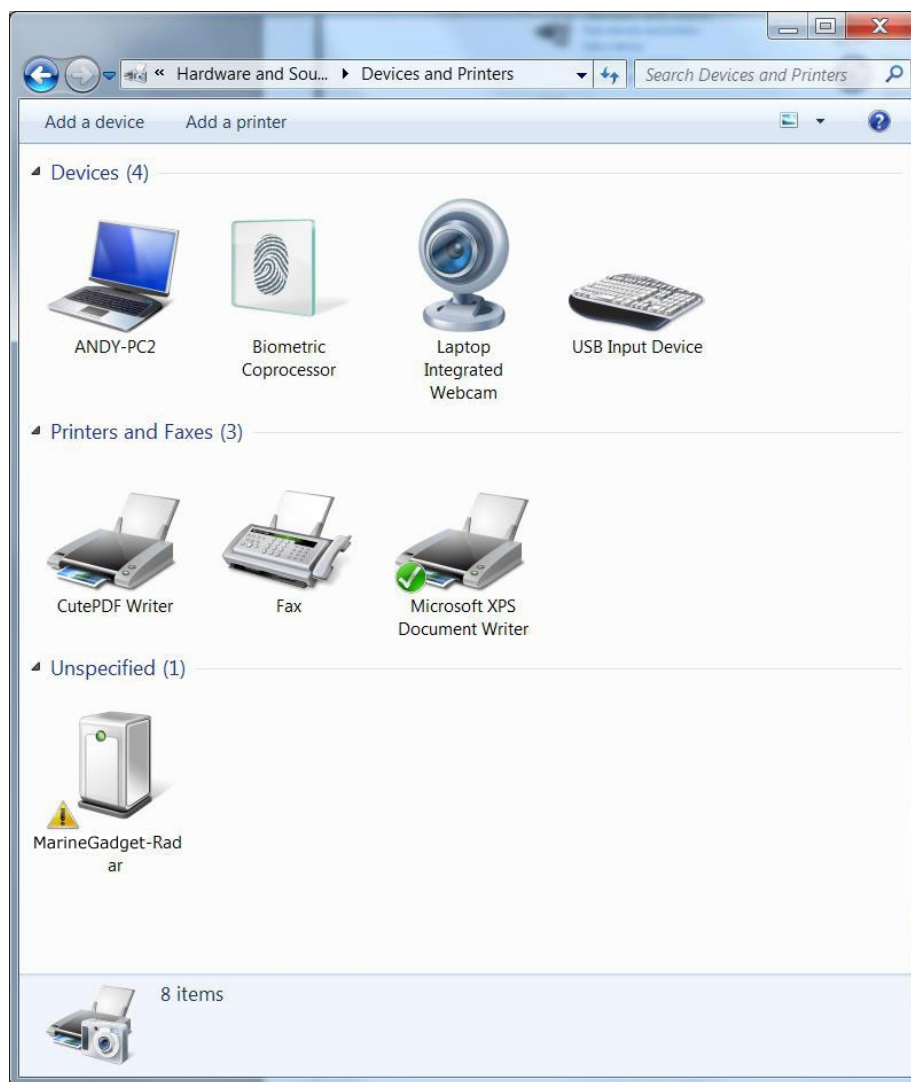 « Hardware and Sou... Devices and Printers
Search Devices and Printers
Add a device Add a printer
Devices (4)
ANDY-PC2
Biometric
Coprocessor
Laptop
Integrated
Webcam
USB Input Device
Printers and Faxes (3)
CutePDF Writer
Fax
Microsoft XPS
Document Writer
Unspecified (1)
MarineGadget-Rad
ar
8 items